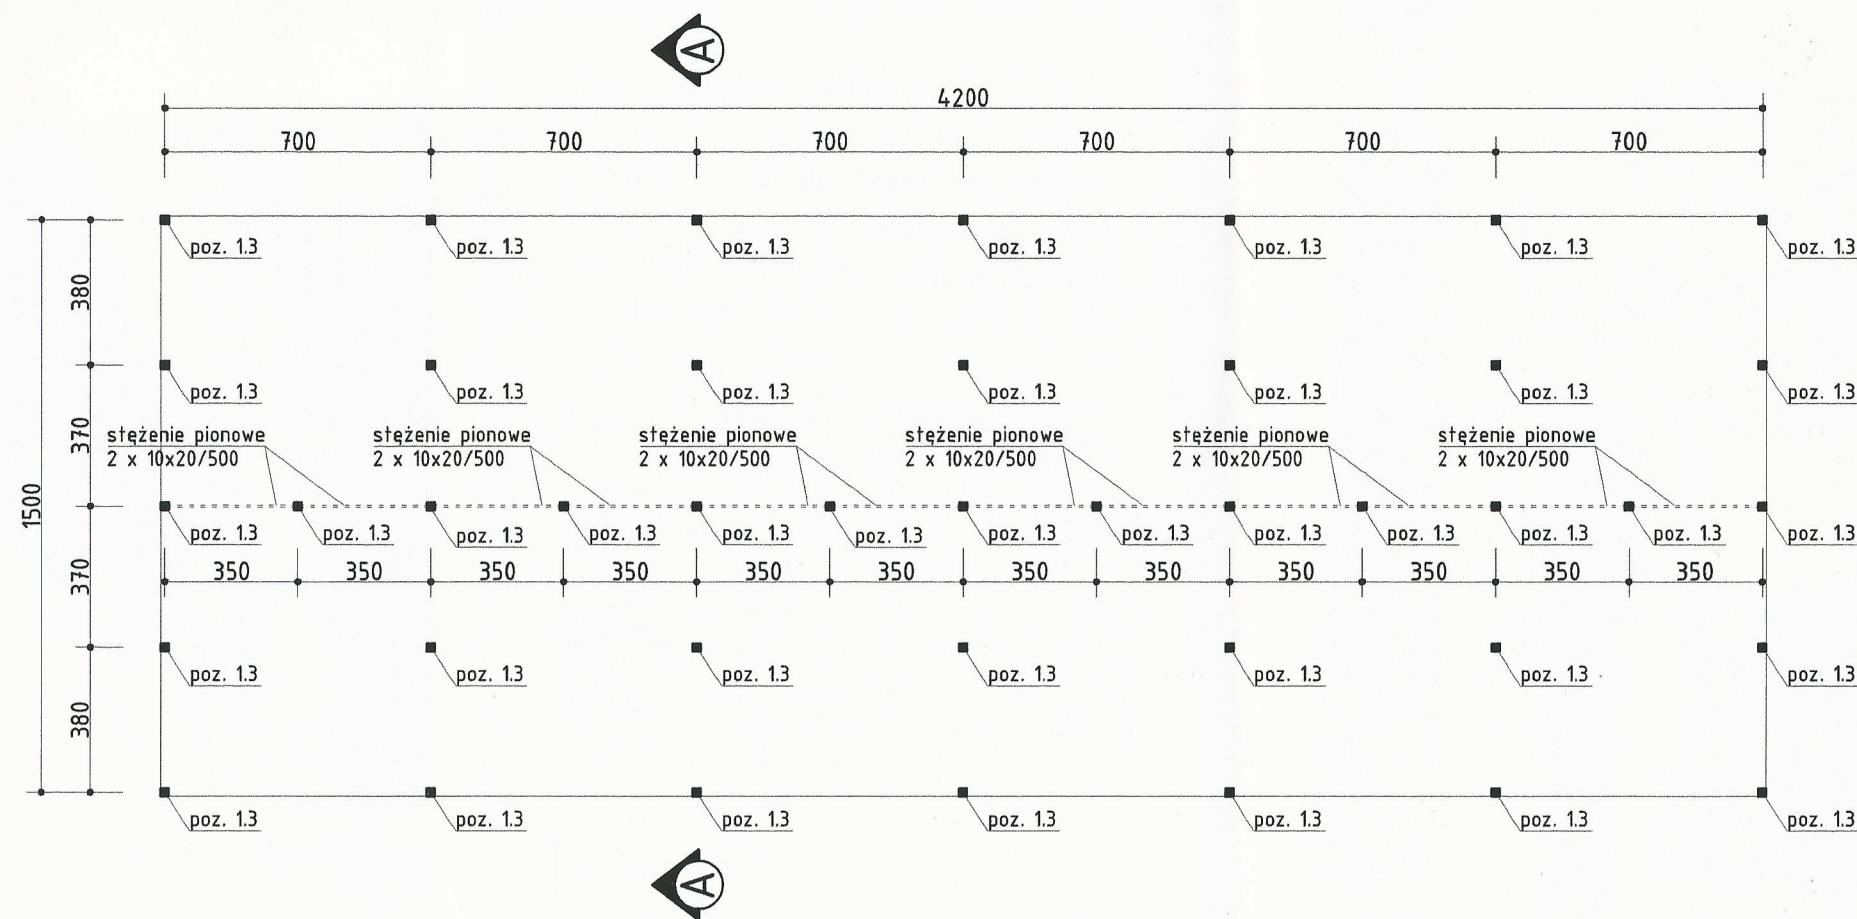 A
4200
700 700 700 700 700 700
poz. 1.3 poz. 1.3 poz. 1.3 poz. 1.3 poz. 1.3 poz. 1.3 poz. 1.3
380
poz. 1.3 poz. 1.3 poz. 1.3 poz. 1.3 poz. 1.3 poz. 1.3 poz. 1.3
370
stężenie pionowe stężenie pionowe stężenie pionowe stężenie pionowe stężenie pionowe stężenie pionowe
2 x 10x20/500 2 x 10x20/500 2 x 10x20/500 2 x 10x20/500 2 x 10x20/500 2 x 10x20/500
1500
poz. 1.3 poz. 1.3 poz. 1.3 poz. 1.3 poz. 1.3 poz. 1.3 poz. 1.3 poz. 1.3 poz. 1.3 poz. 1.3 poz. 1.3 poz. 1.3 poz. 1.3
370
350 350 350 350 350 350 350 350 350 350 350 350
poz. 1.3 poz. 1.3 poz. 1.3 poz. 1.3 poz. 1.3 poz. 1.3 poz. 1.3
380
poz. 1.3 poz. 1.3 poz. 1.3 poz. 1.3 poz. 1.3 poz. 1.3 poz. 1.3
A